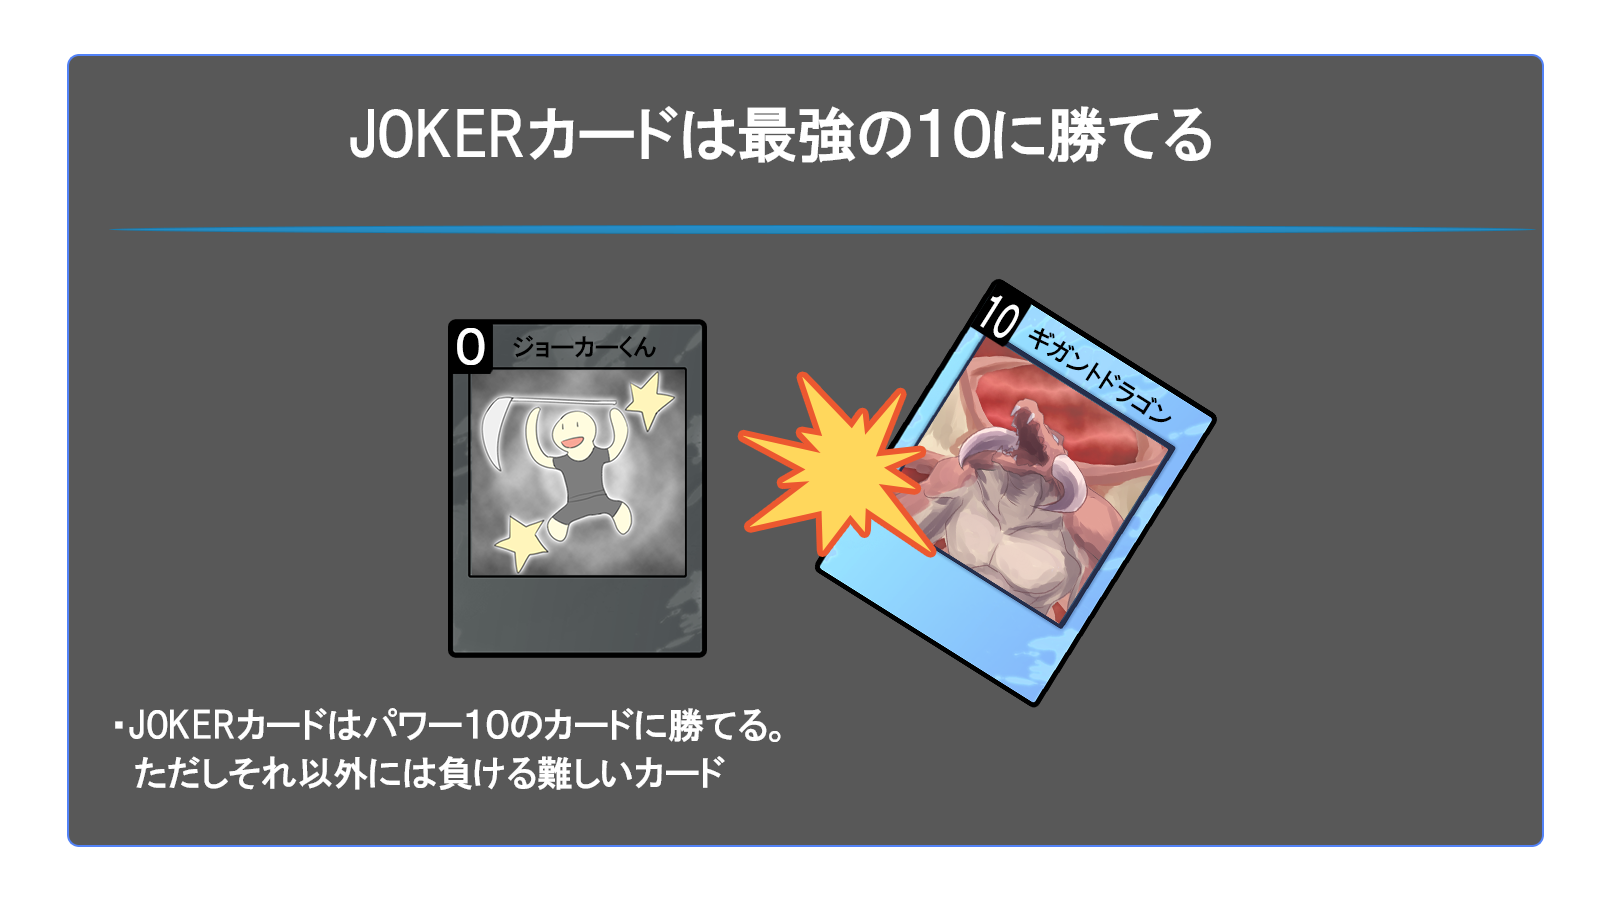 JOKERカードは最強の10に勝てる
0
ジョーカーくん
10
ギガントドラゴン
・JOKERカードはパワー10のカードに勝てる。
ただしそれ以外には負ける難しいカード